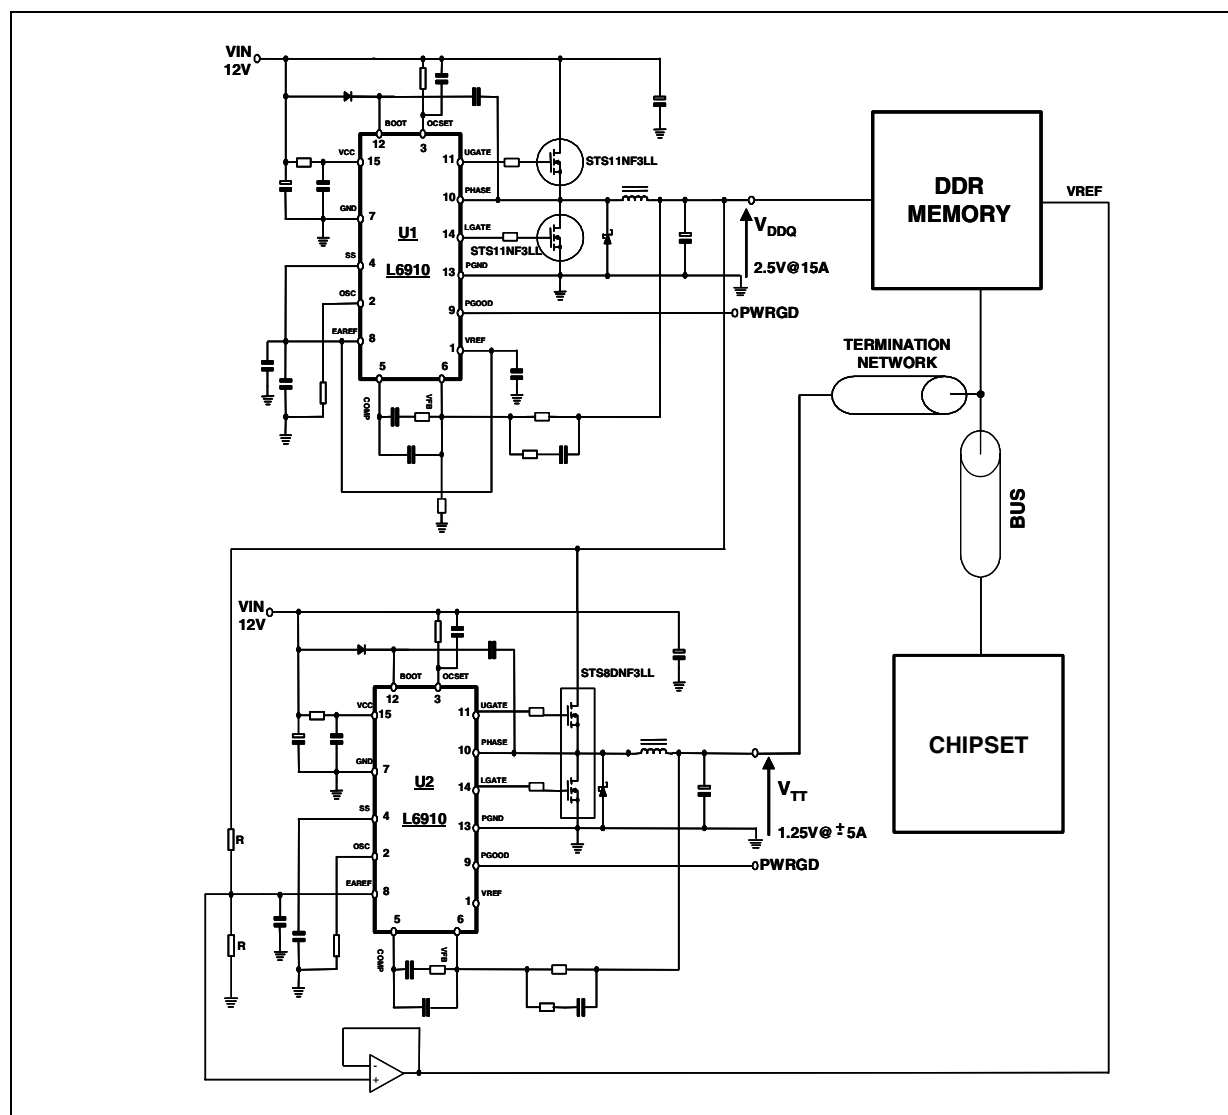 VIN
12V
BOOT
OCSET
12
3
VCC
15
UGATE
11
STS11NF3LL
PHASE
10
GND
7
U1
LGATE
14
STS11NF3LL
L6910
SS
4
PGND
13
OSC
2
PGOOD
9
PWRGD
EAREF
8
VREF
1
5
6
COMP
VFB
VDDQ
2.5V@15A
DDR
MEMORY
VREF
TERMINATION
NETWORK
BUS
CHIPSET
VIN
12V
BOOT
OCSET
12
3
STS8DNF3LL
VCC
15
UGATE
11
PHASE
10
GND
7
U2
LGATE
14
L6910
SS
4
PGND
13
OSC
2
PGOOD
9
PWRGD
EAREF
8
VREF
1
5
6
COMP
VFB
VTT
1.25V@ ± 5A
R
R
-
+